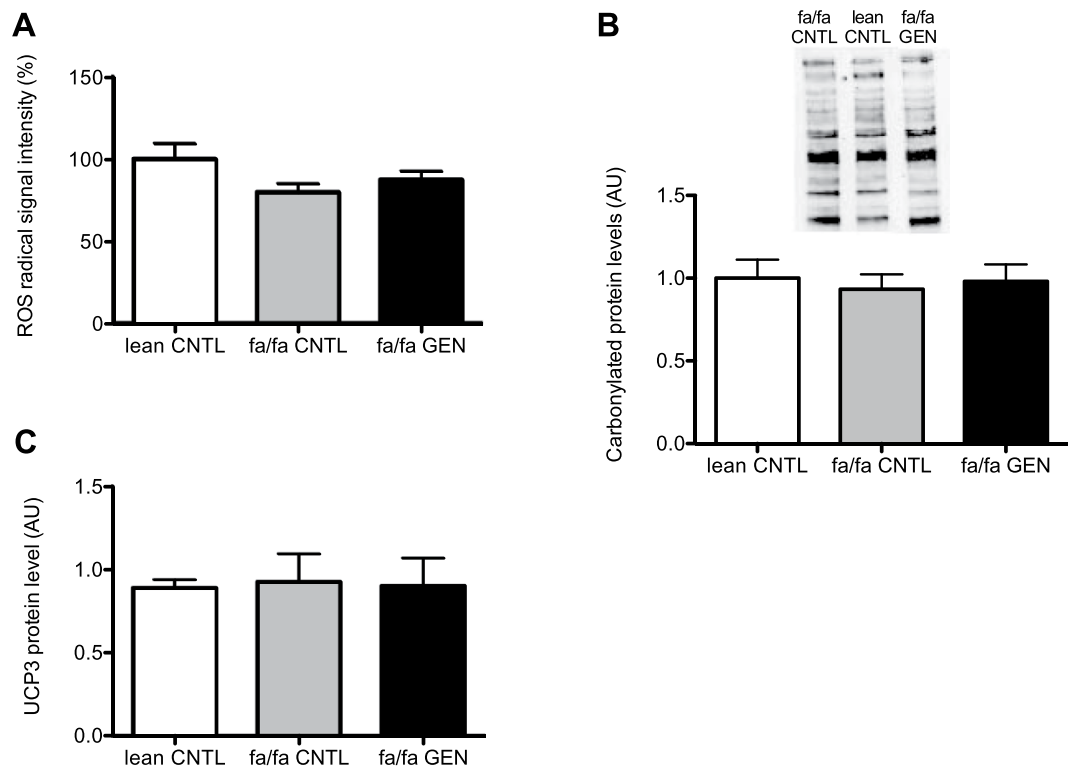 A
ROS radical signal intensity (%)
150
100
50
0
lean CNTL fa/fa CNTL fa/fa GEN
B
fa/fa lean fa/fa
CNTL CNTL GEN
Carbonylated protein levels (AU)
1.5
1.0
0.5
0.0
lean CNTL fa/fa CNTL fa/fa GEN
C
UCP3 protein level (AU)
1.5
1.0
0.5
0.0
lean CNTL fa/fa CNTL fa/fa GEN